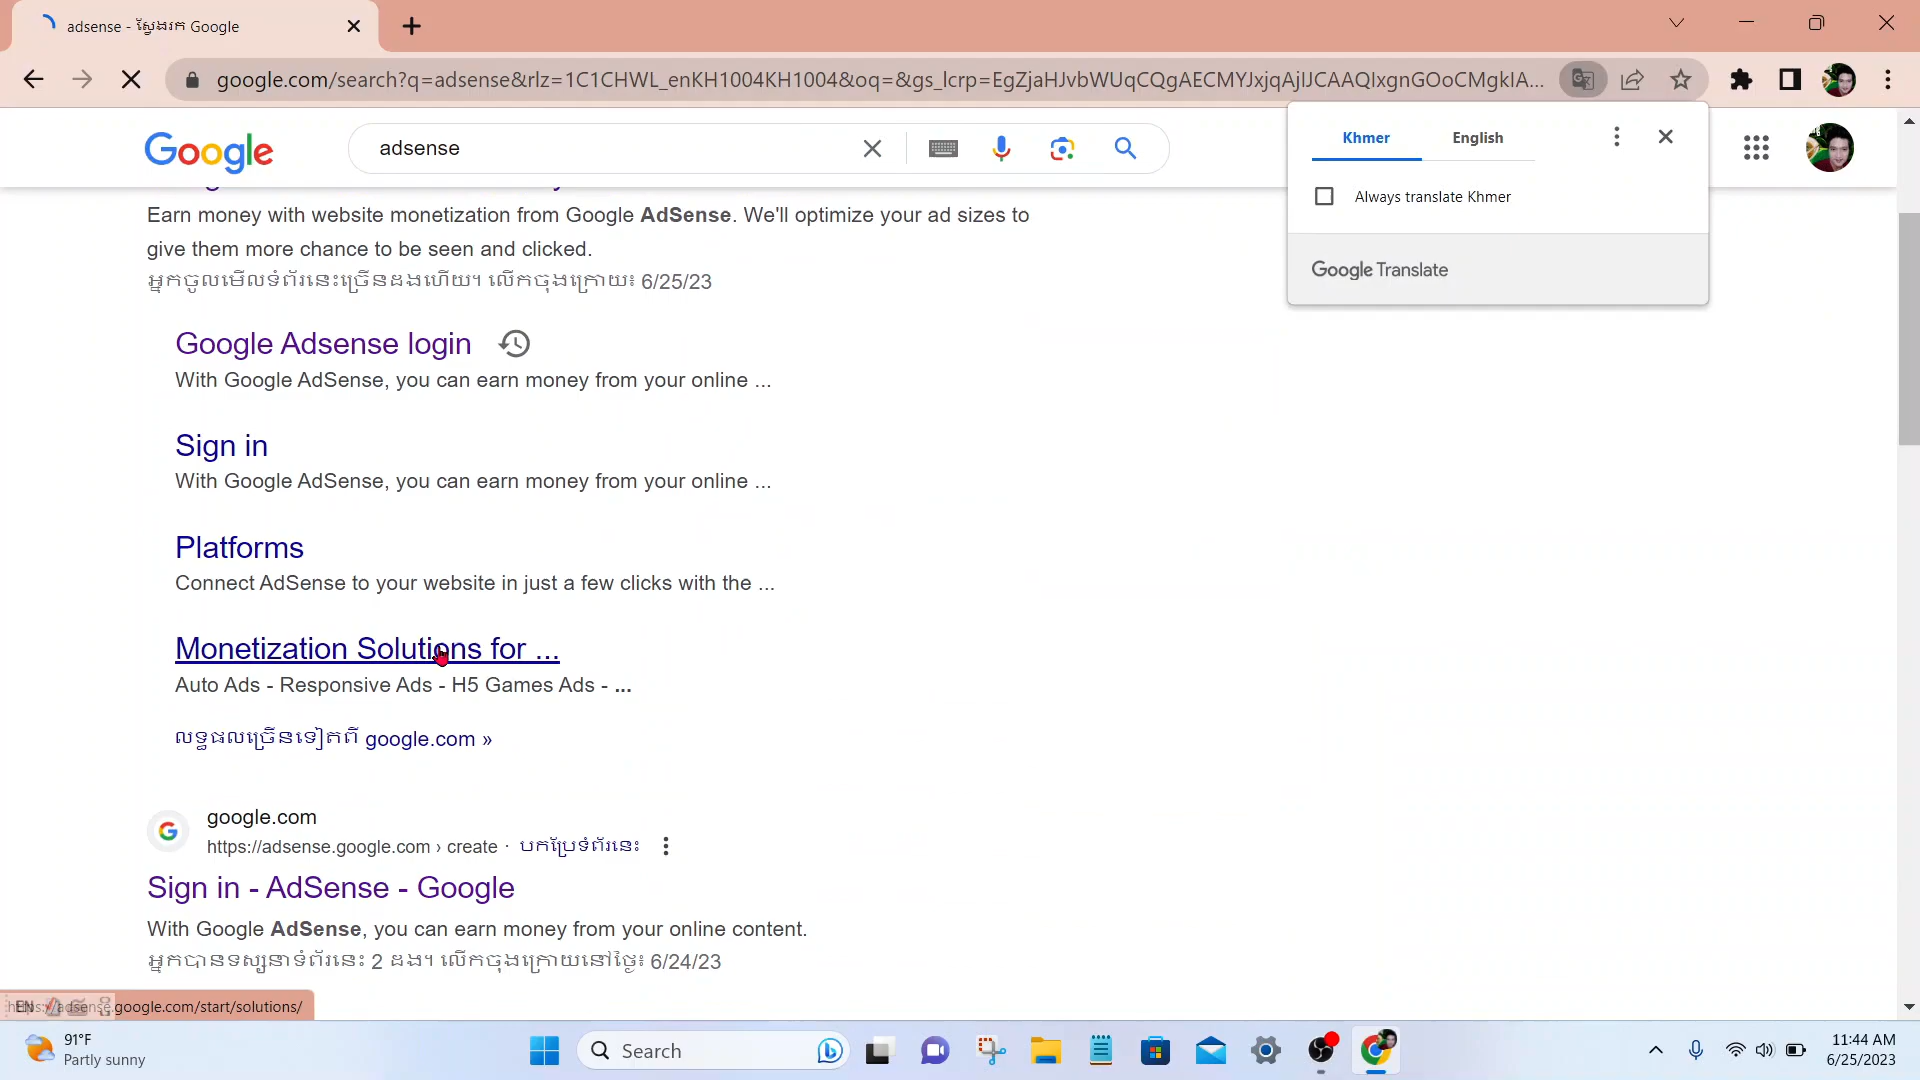 adsense - ស្វែងរក Google
google.com/search?q=adsense&rlz=1C1CHWL_enKH1004KH1004&oq=&gs_lcrp=EgZjaHJvbWUqCQgAECMYJxjqAjIJCAAQIxgnGOoCMgkIA...
Google
adsense
Khmer English
Always translate Khmer
Google Translate
Earn money with website monetization from Google AdSense. We'll optimize your ad sizes to
give them more chance to be seen and clicked.
អ្នកចូលមើលទំព័រនេះច្រើនដងហើយ។ លើកចុងក្រោយ៖ 6/25/23
Google Adsense login
With Google AdSense, you can earn money from your online ...
Sign in
With Google AdSense, you can earn money from your online ...
Platforms
Connect AdSense to your website in just a few clicks with the ...
Monetization Solutions for ...
Auto Ads - Responsive Ads - H5 Games Ads - ...
លទ្ធផលច្រើនទៀតពី google.com »
google.com
https://adsense.google.com › create · បកប្រែទំព័រនេះ
Sign in - AdSense - Google
With Google AdSense, you can earn money from your online content.
អ្នកបានទស្សនាទំព័រនេះ 2 ដង។ លើកចុងក្រោយនៅថ្ងៃ៖ 6/24/23
EN
https://adsense.google.com/start/solutions/
91°F
Partly sunny
Search
11:44 AM
6/25/2023